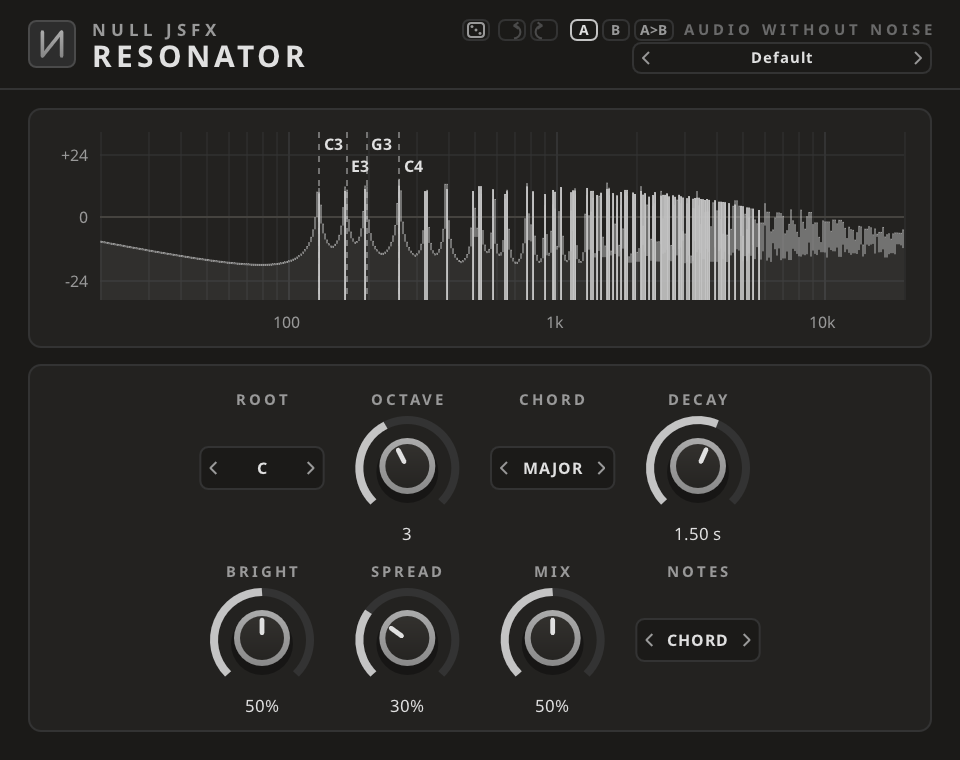 NULL JSFX
RESONATOR
A B A>B AUDIO WITHOUT NOISE
Default
C3 G3
E3 C4
+24
0
-24
100 1k 10k
ROOT OCTAVE CHORD DECAY
C MAJOR
3 1.50 s
BRIGHT SPREAD MIX NOTES
CHORD
50% 30% 50%